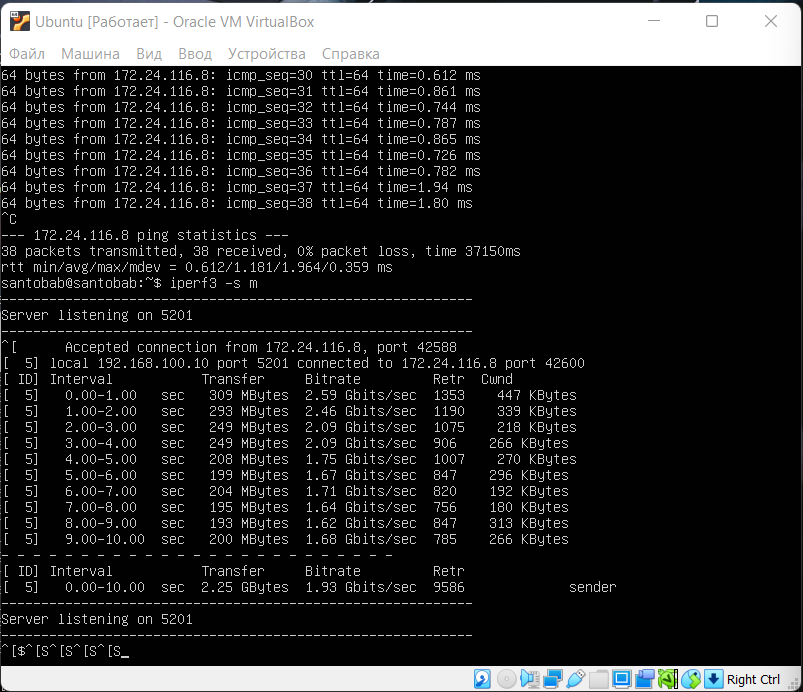 Ubuntu [Работает] - Oracle VM VirtualBox
Файл Машина Вид Ввод Устройства Справка
64 bytes from 172.24.116.8: icmp_seq=30 ttl=64 time=0.612 ms
64 bytes from 172.24.116.8: icmp_seq=31 ttl=64 time=0.861 ms
64 bytes from 172.24.116.8: icmp_seq=32 ttl=64 time=0.744 ms
64 bytes from 172.24.116.8: icmp_seq=33 ttl=64 time=0.787 ms
64 bytes from 172.24.116.8: icmp_seq=34 ttl=64 time=0.865 ms
64 bytes from 172.24.116.8: icmp_seq=35 ttl=64 time=0.726 ms
64 bytes from 172.24.116.8: icmp_seq=36 ttl=64 time=0.782 ms
64 bytes from 172.24.116.8: icmp_seq=37 ttl=64 time=1.94 ms
64 bytes from 172.24.116.8: icmp_seq=38 ttl=64 time=1.80 ms
^C
--- 172.24.116.8 ping statistics ---
38 packets transmitted, 38 received, 0% packet loss, time 37150ms
rtt min/avg/max/mdev = 0.612/1.181/1.964/0.359 ms
santobab@santobab:~$ iperf3 -s m
-----------------------------------------------------------
Server listening on 5201
-----------------------------------------------------------
^[      Accepted connection from 172.24.116.8, port 42588
[  5] local 192.168.100.10 port 5201 connected to 172.24.116.8 port 42600
[ ID] Interval           Transfer     Bitrate         Retr  Cwnd
[  5]   0.00-1.00   sec   309 MBytes  2.59 Gbits/sec  1353    447 KBytes
[  5]   1.00-2.00   sec   293 MBytes  2.46 Gbits/sec  1190    339 KBytes
[  5]   2.00-3.00   sec   249 MBytes  2.09 Gbits/sec  1075    218 KBytes
[  5]   3.00-4.00   sec   249 MBytes  2.09 Gbits/sec  906    266 KBytes
[  5]   4.00-5.00   sec   208 MBytes  1.75 Gbits/sec  1007    270 KBytes
[  5]   5.00-6.00   sec   199 MBytes  1.67 Gbits/sec  847    296 KBytes
[  5]   6.00-7.00   sec   204 MBytes  1.71 Gbits/sec  820    192 KBytes
[  5]   7.00-8.00   sec   195 MBytes  1.64 Gbits/sec  756    180 KBytes
[  5]   8.00-9.00   sec   193 MBytes  1.62 Gbits/sec  847    313 KBytes
[  5]   9.00-10.00  sec   200 MBytes  1.68 Gbits/sec  785    266 KBytes
- - - - - - - - - - - - - - - - - - - - - - - - -
[ ID] Interval           Transfer     Bitrate         Retr
[  5]   0.00-10.00  sec  2.25 GBytes  1.93 Gbits/sec  9586             sender
-----------------------------------------------------------
Server listening on 5201
-----------------------------------------------------------
^[$^[S^[S^[S^[S_
Right Ctrl